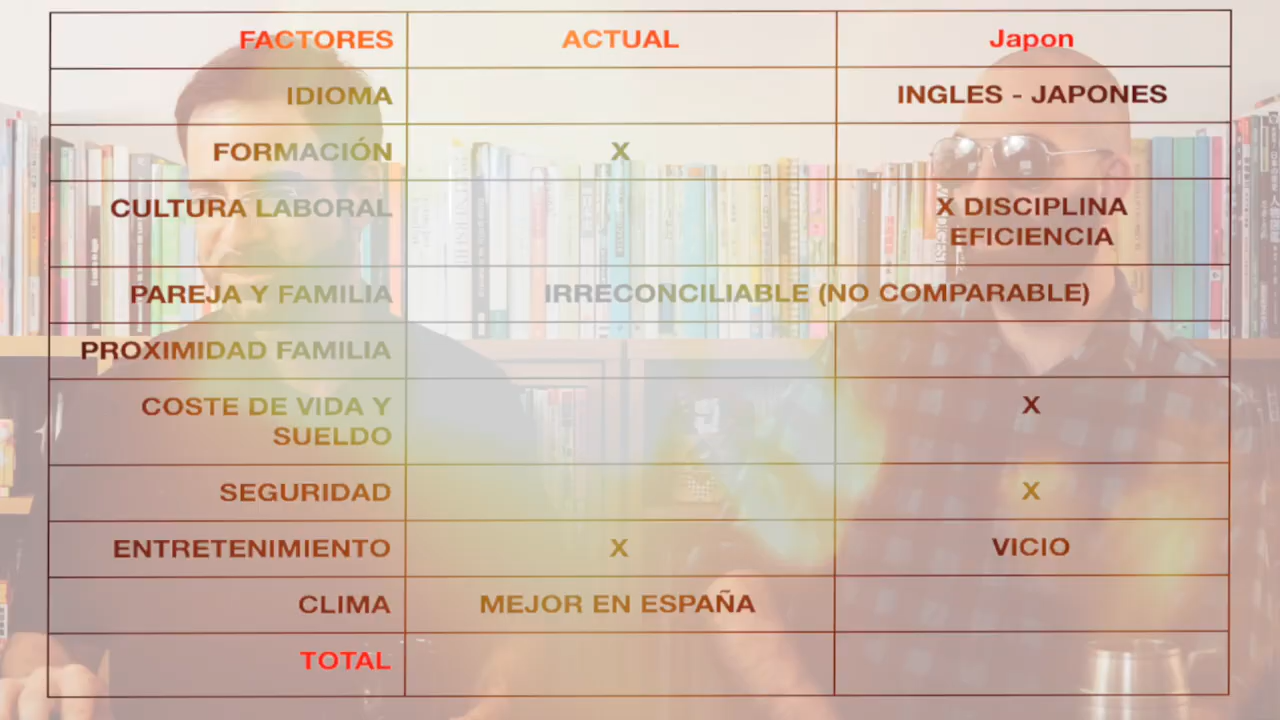 FACTORES ACTUAL Japon
IDIOMA INGLES - JAPONES
FORMACIÓN X
CULTURA LABORAL X DISCIPLINA
EFICIENCIA
PAREJA Y FAMILIA IRRECONCILIABLE (NO COMPARABLE)
PROXIMIDAD FAMILIA
COSTE DE VIDA Y X
SUELDO
SEGURIDAD X
ENTRETENIMIENTO X VICIO
CLIMA MEJOR EN ESPAÑA
TOTAL